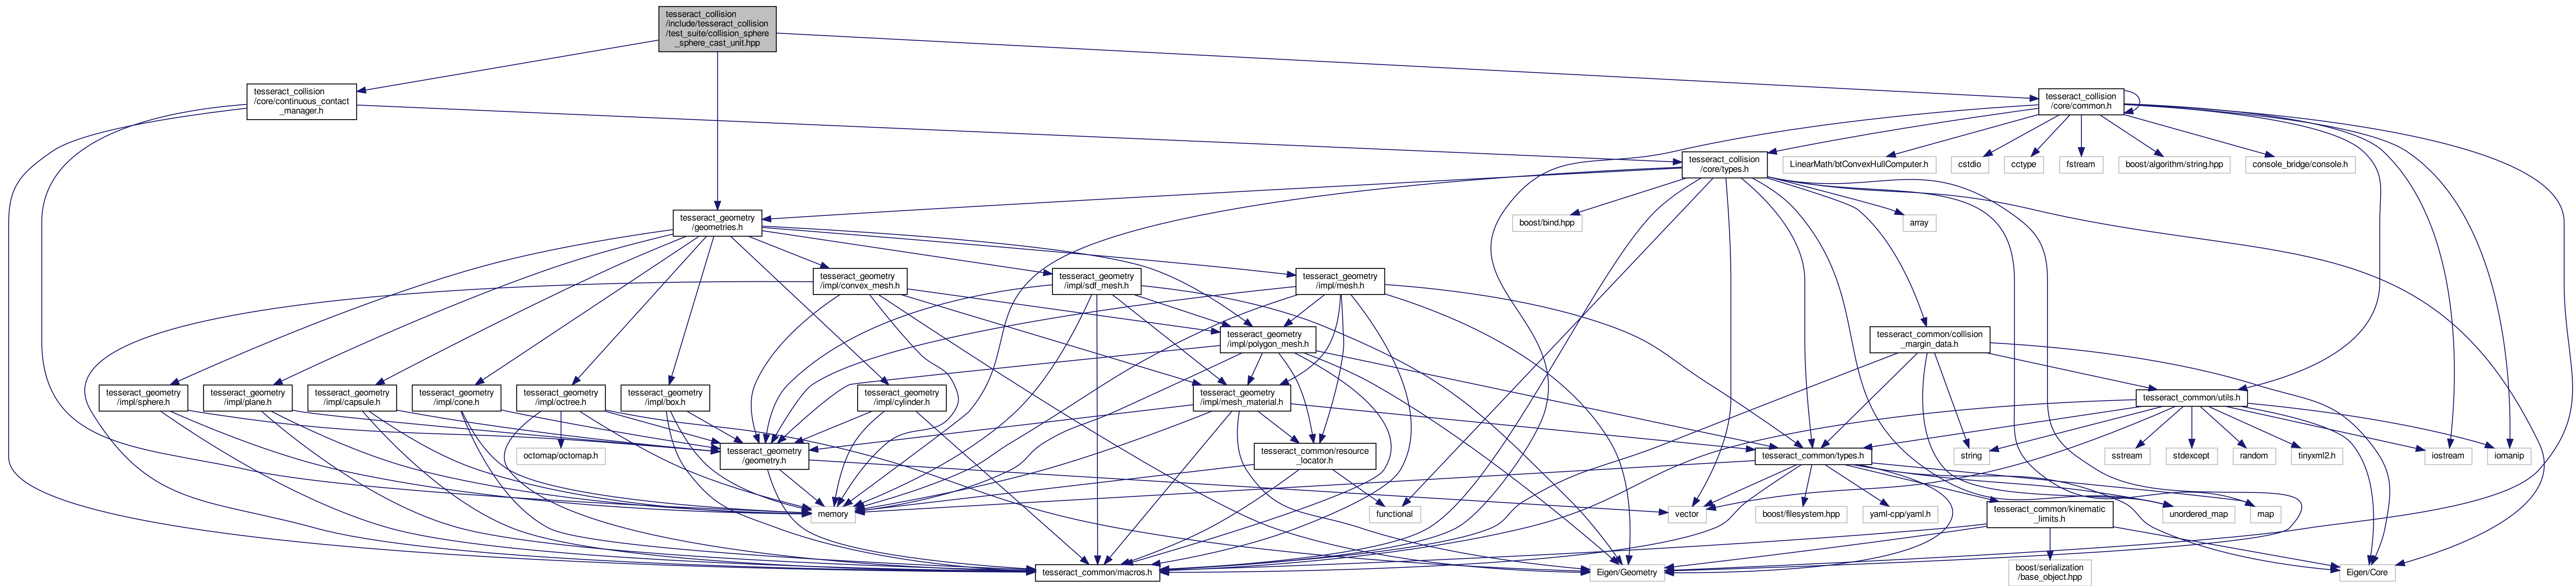 tesseract_collision
/include/tesseract_collision
/test_suite/collision_sphere
_sphere_cast_unit.hpp
tesseract_collision
/core/continuous_contact
_manager.h
tesseract_collision
/core/common.h
tesseract_collision
/core/types.h
LinearMath/btConvexHullComputer.h
cstdio
cctype
fstream
boost/algorithm/string.hpp
console_bridge/console.h
tesseract_geometry
/geometries.h
boost/bind.hpp
array
tesseract_geometry
/impl/convex_mesh.h
tesseract_geometry
/impl/sdf_mesh.h
tesseract_geometry
/impl/mesh.h
tesseract_geometry
/impl/polygon_mesh.h
tesseract_common/collision
_margin_data.h
tesseract_geometry
/impl/sphere.h
tesseract_geometry
/impl/plane.h
tesseract_geometry
/impl/capsule.h
tesseract_geometry
/impl/cone.h
tesseract_geometry
/impl/octree.h
tesseract_geometry
/impl/box.h
tesseract_geometry
/impl/cylinder.h
tesseract_geometry
/impl/mesh_material.h
tesseract_common/utils.h
octomap/octomap.h
tesseract_geometry
/geometry.h
tesseract_common/resource
_locator.h
tesseract_common/types.h
string
sstream
stdexcept
random
tinyxml2.h
iostream
iomanip
memory
functional
vector
boost/filesystem.hpp
yaml-cpp/yaml.h
tesseract_common/kinematic
_limits.h
unordered_map
map
tesseract_common/macros.h
Eigen/Geometry
boost/serialization
/base_object.hpp
Eigen/Core